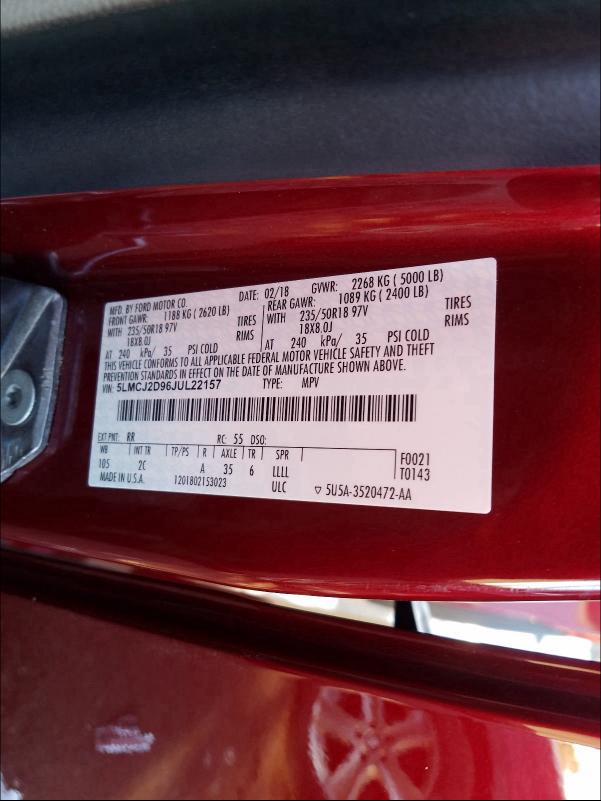 MFD. BY FORD MOTOR CO.
DATE: 02/18 GVWR: 2268 KG ( 5000 LB)
FRONT GAWR: 1188 KG ( 2620 LB) REAR GAWR: 1089 KG ( 2400 LB)
WITH 235/50R18 97V TIRES WITH 235/50R18 97V TIRES
18X8.0J RIMS 18X8.0J RIMS
AT 240 kPa/ 35 PSI COLD AT 240 kPa/ 35 PSI COLD
THIS VEHICLE CONFORMS TO ALL APPLICABLE FEDERAL MOTOR VEHICLE SAFETY AND THEFT
PREVENTION STANDARDS IN EFFECT ON THE DATE OF MANUFACTURE SHOWN ABOVE.
VIN: 5LMCJ2D96JUL22157 TYPE: MPV
EXT PNT: RR RC: 55 DSO:
WB INT TR TP/PS R AXLE TR SPR
105 2C A 35 6 LLLL
F0021
T0143
MADE IN U.S.A. 1201802153023 ULC ▽ 5U5A-3520472-AA